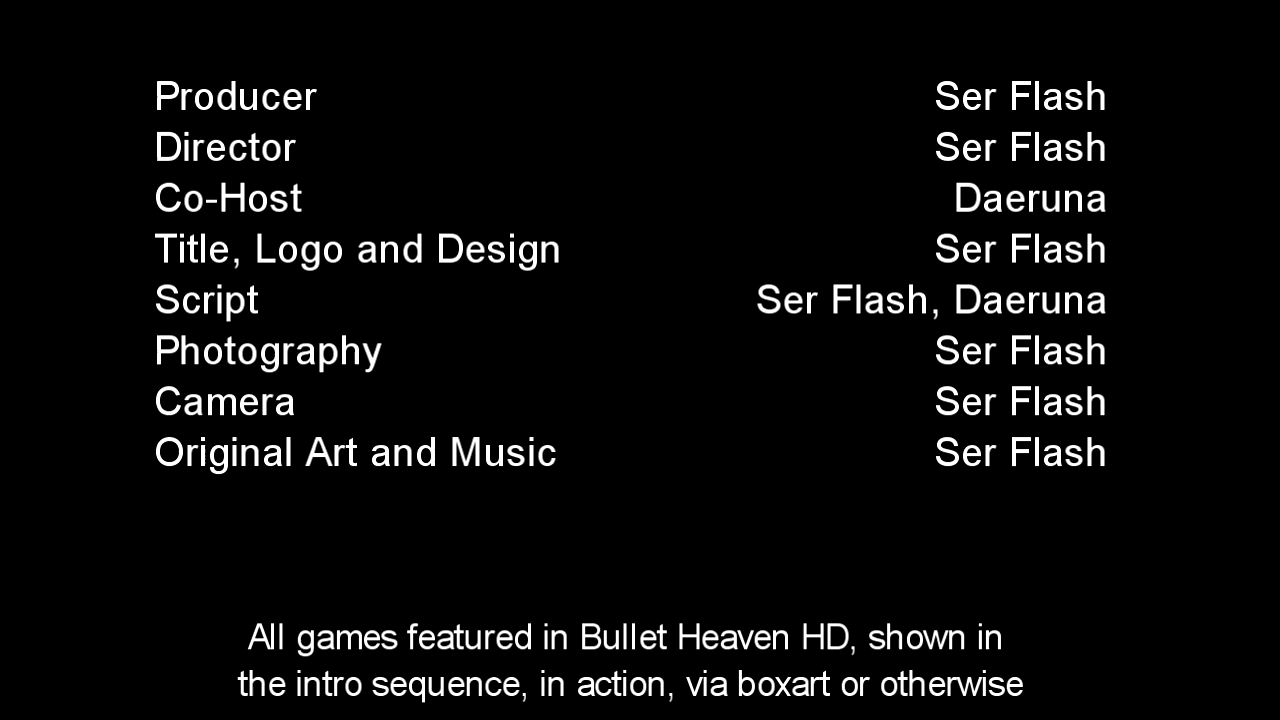 Producer Ser Flash
Director Ser Flash
Co-Host Daeruna
Title, Logo and Design Ser Flash
Script Ser Flash, Daeruna
Photography Ser Flash
Camera Ser Flash
Original Art and Music Ser Flash
All games featured in Bullet Heaven HD, shown in
the intro sequence, in action, via boxart or otherwise